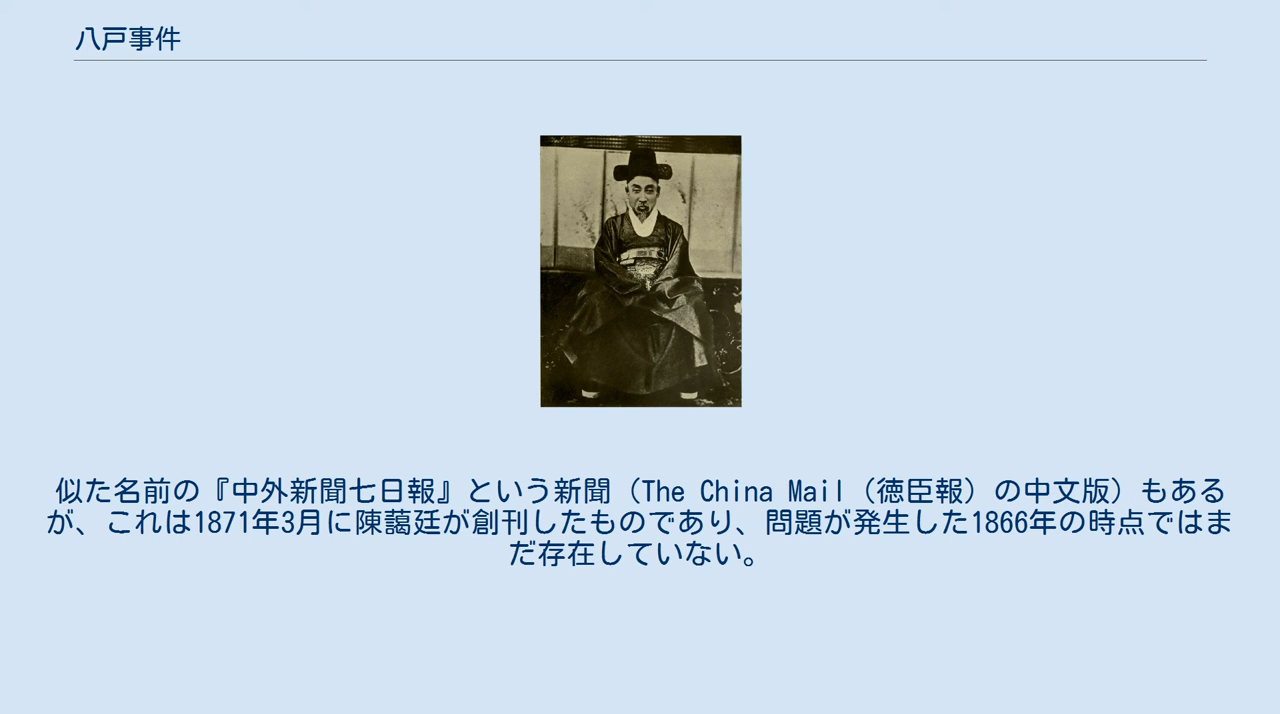 八戸事件
似た名前の『中外新聞七日報』という新聞（The China Mail（徳臣報）の中文版）もある
が、これは1871年3月に陳藹廷が創刊したものであり、問題が発生した1866年の時点ではま
だ存在していない。